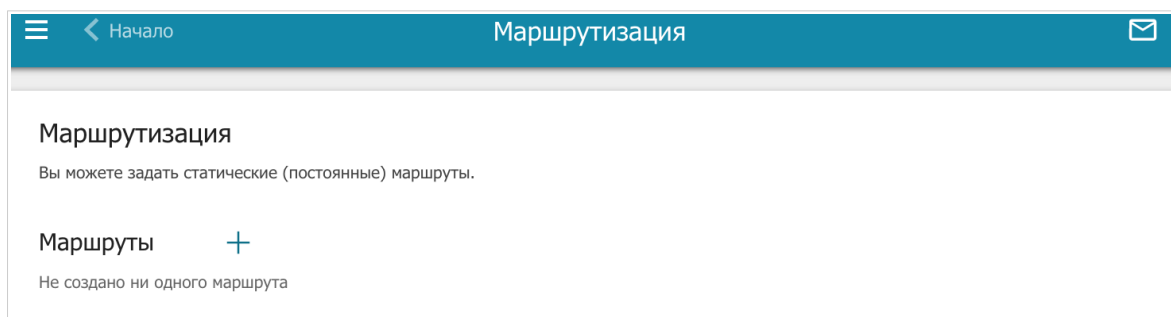 Начало
Маршрутизация
Маршрутизация
Вы можете задать статические (постоянные) маршруты.
Маршруты
Не создано ни одного маршрута